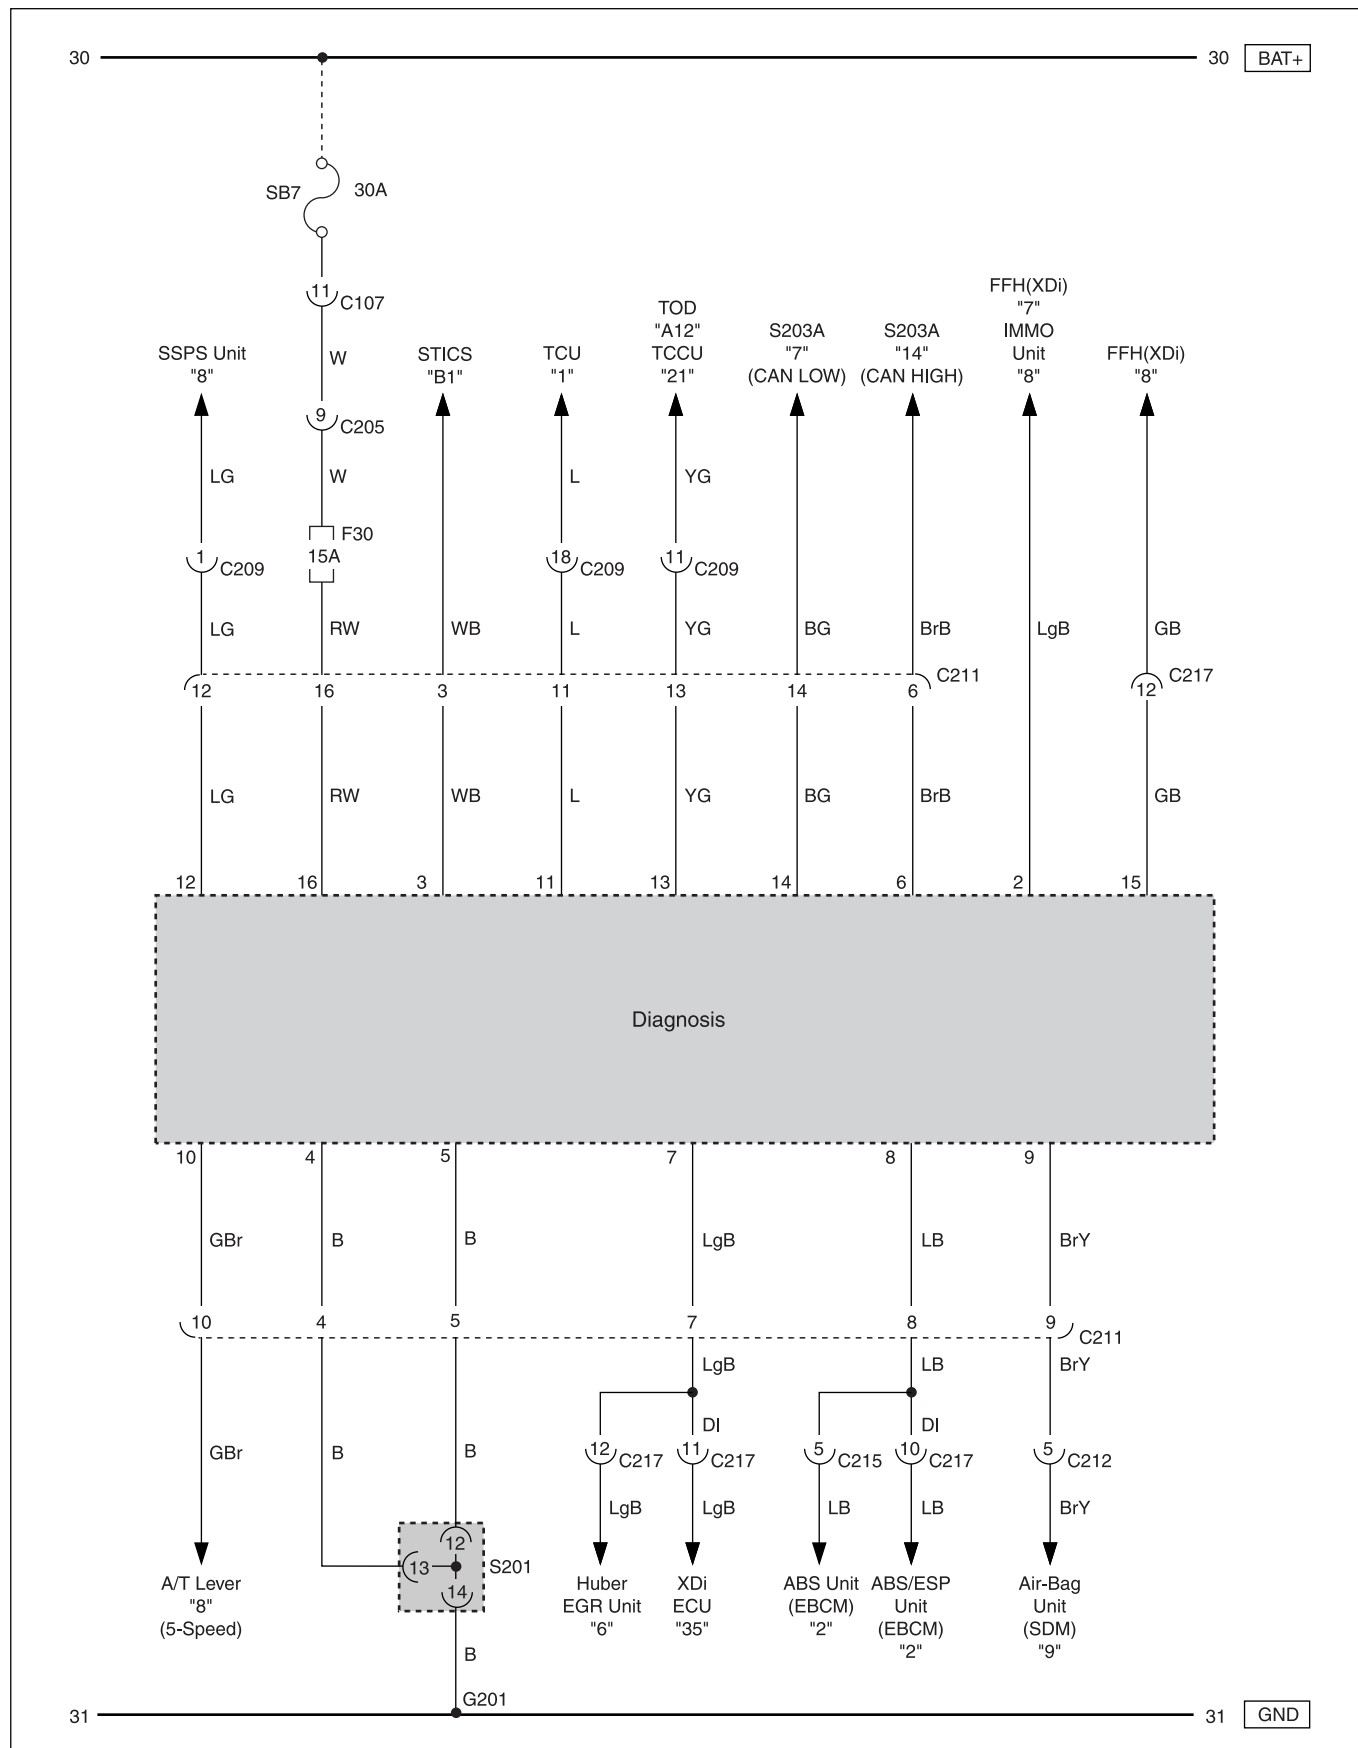 30
30 BAT+
SB7 30A
11 C107
W
SSPS Unit
"8"
STICS
"B1"
TCU
"1"
TOD
"A12"
TCCU
"21"
S203A
"7"
(CAN LOW)
S203A
"14"
(CAN HIGH)
FFH(XDi)
"7"
IMMO
Unit
"8"
FFH(XDi)
"8"
9 C205
LG W L YG
F30
1 C209 15A 18 C209 11 C209
LG RW WB L YG BG BrB LgB GB
C211 C217
12 16 3 11 13 14 6 12
LG RW WB L YG BG BrB GB
12 16 3 11 13 14 6 2 15
Diagnosis
10 4 5 7 8 9
GBr B B LgB LB BrY
10 4 5 7 8 9 C211
LgB LB BrY
DI DI
GBr B B 12 C217 11 C217 5 C215 10 C217 5 C212
LgB LgB LB LB BrY
12
13 S201
14
A/T Lever
"8"
(5-Speed)
Huber
EGR Unit
"6"
XDi
ECU
"35"
ABS Unit
(EBCM)
"2"
ABS/ESP
Unit
(EBCM)
"2"
Air-Bag
Unit
(SDM)
"9"
B
G201
31
31 GND